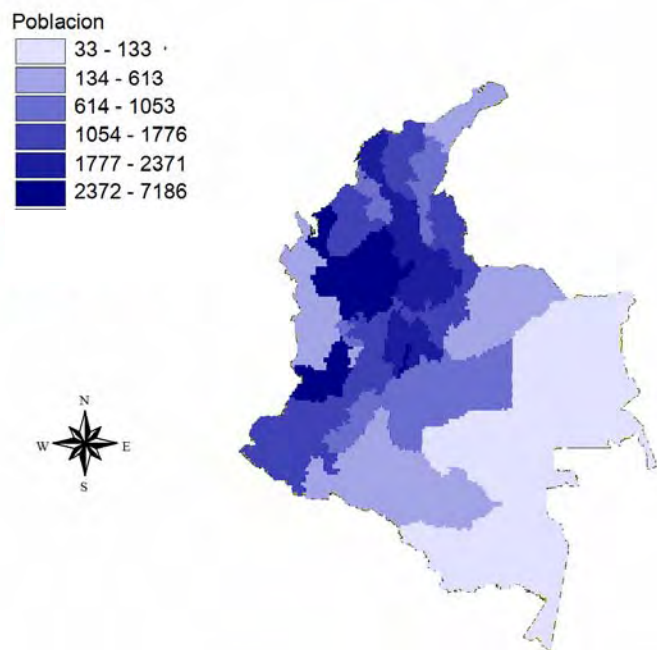 Poblacion
33 - 133
134 - 613
614 - 1053
1054 - 1776
1777 - 2371
2372 - 7186
N
W E
S